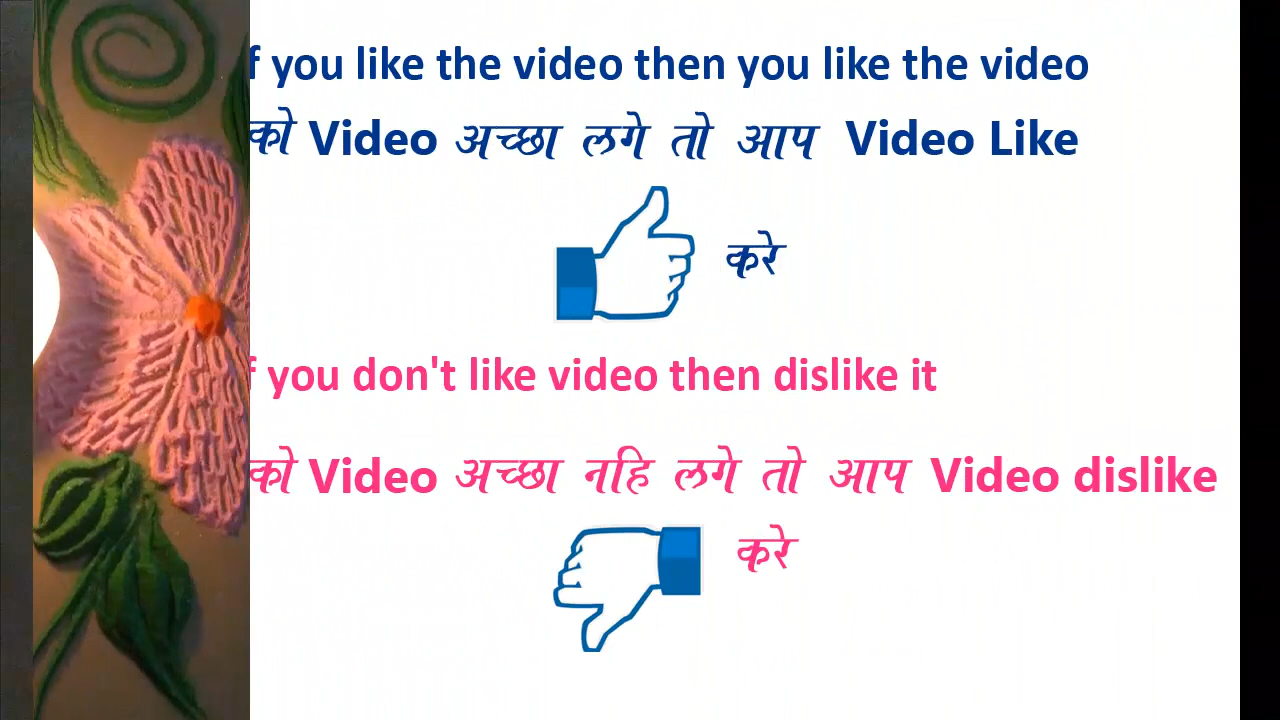 f you like the video then you like the video
को Video अच्छा लगे तो आप Video Like
करे
f you don't like video then dislike it
को Video अच्छा नहि लगे तो आप Video dislike
करे